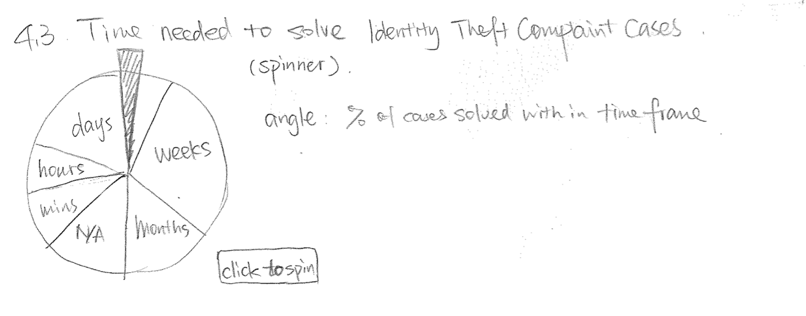 4.3. Time needed to solve Identity Theft Compaint Cases.
(spinner).
angle: % of cases solved with in time frame
days
weeks
hours
mins
N/A
Months
click to spin